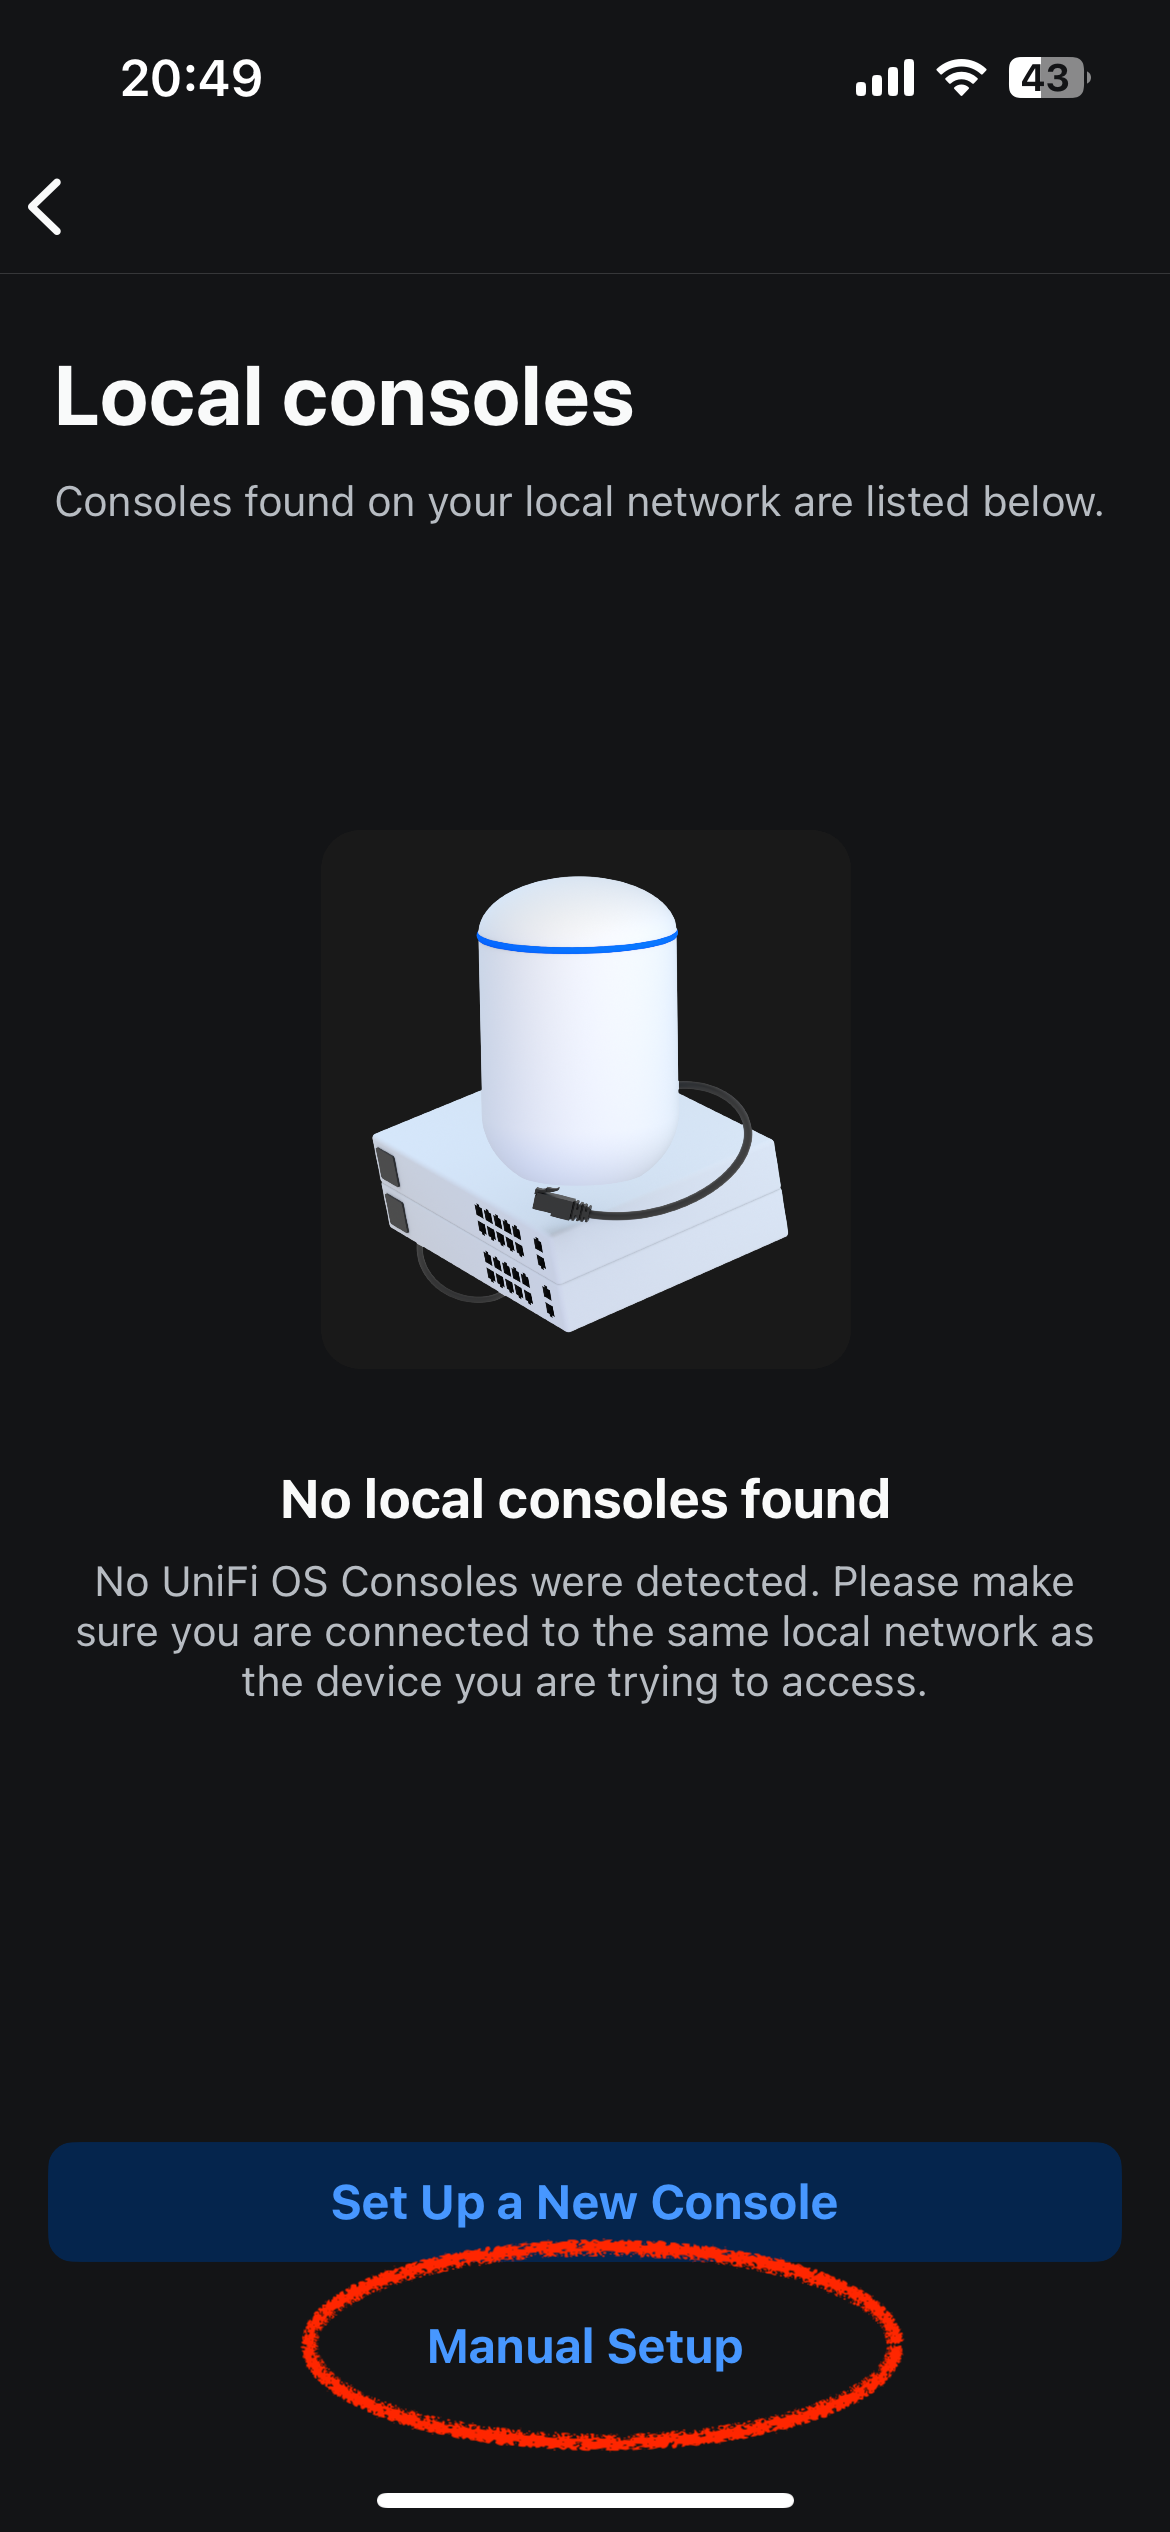 20:49
43
Local consoles
Consoles found on your local network are listed below.
No local consoles found
No UniFi OS Consoles were detected. Please make
sure you are connected to the same local network as
the device you are trying to access.
Set Up a New Console
Manual Setup